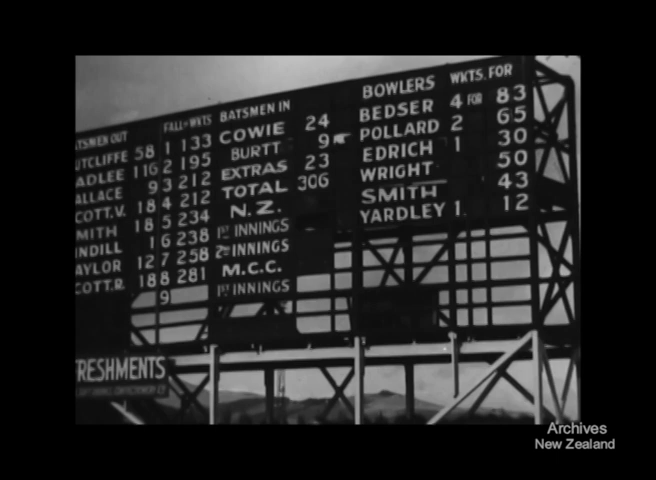 TSMEN OUT FALL OF WKTS BATSMEN IN BOWLERS WKTS. FOR
UTCLIFFE 58 1 133 COWIE 24 BEDSER 4 FOR 83
ADLEE 116 2 195 BURTT 9 POLLARD 2 65
ALLACE 9 3 212 EXTRAS 23 EDRICH 1 30
COTT.V. 18 4 212 TOTAL 306 WRIGHT 50
MITH 18 5 234 N.Z. SMITH 43
INDILL 1 6 238 1ST INNINGS YARDLEY 1 12
AYLOR 12 7 258 2ND INNINGS
COTT.R. 18 8 281 M.C.C.
9 1ST INNINGS
FRESHMENTS
Archives
New Zealand